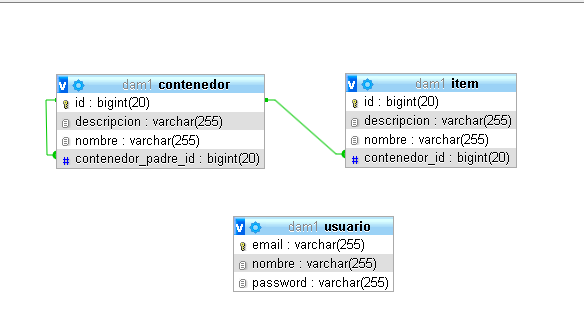 dam1 contenedor
id : bigint(20)
descripcion : varchar(255)
nombre : varchar(255)
# contenedor_padre_id : bigint(20)
dam1 item
id : bigint(20)
descripcion : varchar(255)
nombre : varchar(255)
# contenedor_id : bigint(20)
dam1 usuario
email : varchar(255)
nombre : varchar(255)
password : varchar(255)